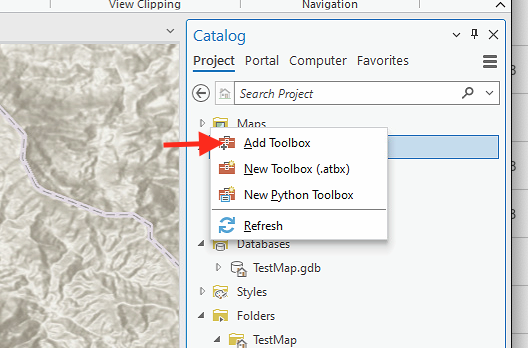 View Clipping
Navigation
Catalog
Project Portal Computer Favorites
Search Project
Maps
Add Toolbox
New Toolbox (.atbx)
New Python Toolbox
Refresh
Databases
TestMap.gdb
Styles
Folders
TestMap